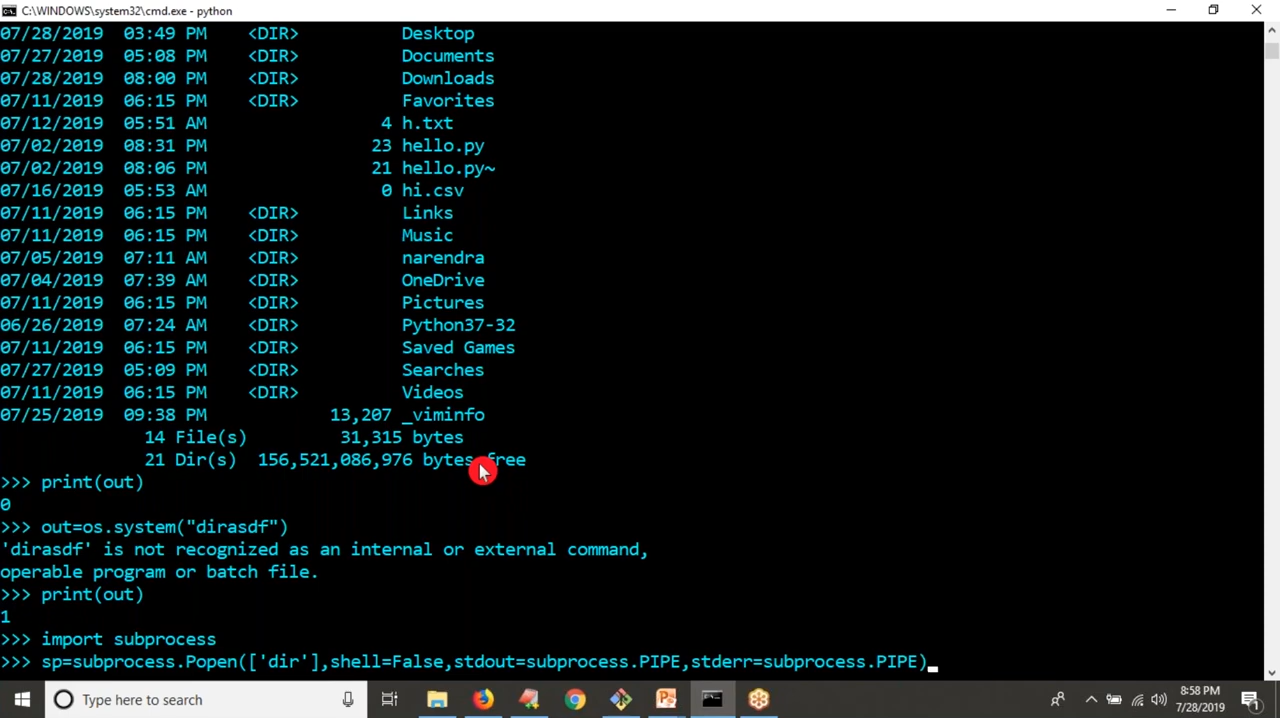 C:\WINDOWS\system32\cmd.exe - python
07/28/2019 03:49 PM <DIR> Desktop
07/27/2019 05:08 PM <DIR> Documents
07/28/2019 08:00 PM <DIR> Downloads
07/11/2019 06:15 PM <DIR> Favorites
07/12/2019 05:51 AM 4 h.txt
07/02/2019 08:31 PM 23 hello.py
07/02/2019 08:06 PM 21 hello.py~
07/16/2019 05:53 AM 0 hi.csv
07/11/2019 06:15 PM <DIR> Links
07/11/2019 06:15 PM <DIR> Music
07/05/2019 07:11 AM <DIR> narendra
07/04/2019 07:39 AM <DIR> OneDrive
07/11/2019 06:15 PM <DIR> Pictures
06/26/2019 07:24 AM <DIR> Python37-32
07/11/2019 06:15 PM <DIR> Saved Games
07/27/2019 05:09 PM <DIR> Searches
07/11/2019 06:15 PM <DIR> Videos
07/25/2019 09:38 PM 13,207 _viminfo
14 File(s) 31,315 bytes
21 Dir(s) 156,521,086,976 bytes free
>>> print(out)
0
>>> out=os.system("dirasdf")
'dirasdf' is not recognized as an internal or external command,
operable program or batch file.
>>> print(out)
1
>>> import subprocess
>>> sp=subprocess.Popen(['dir'],shell=False,stdout=subprocess.PIPE,stderr=subprocess.PIPE)
Type here to search
8:58 PM
7/28/2019
1